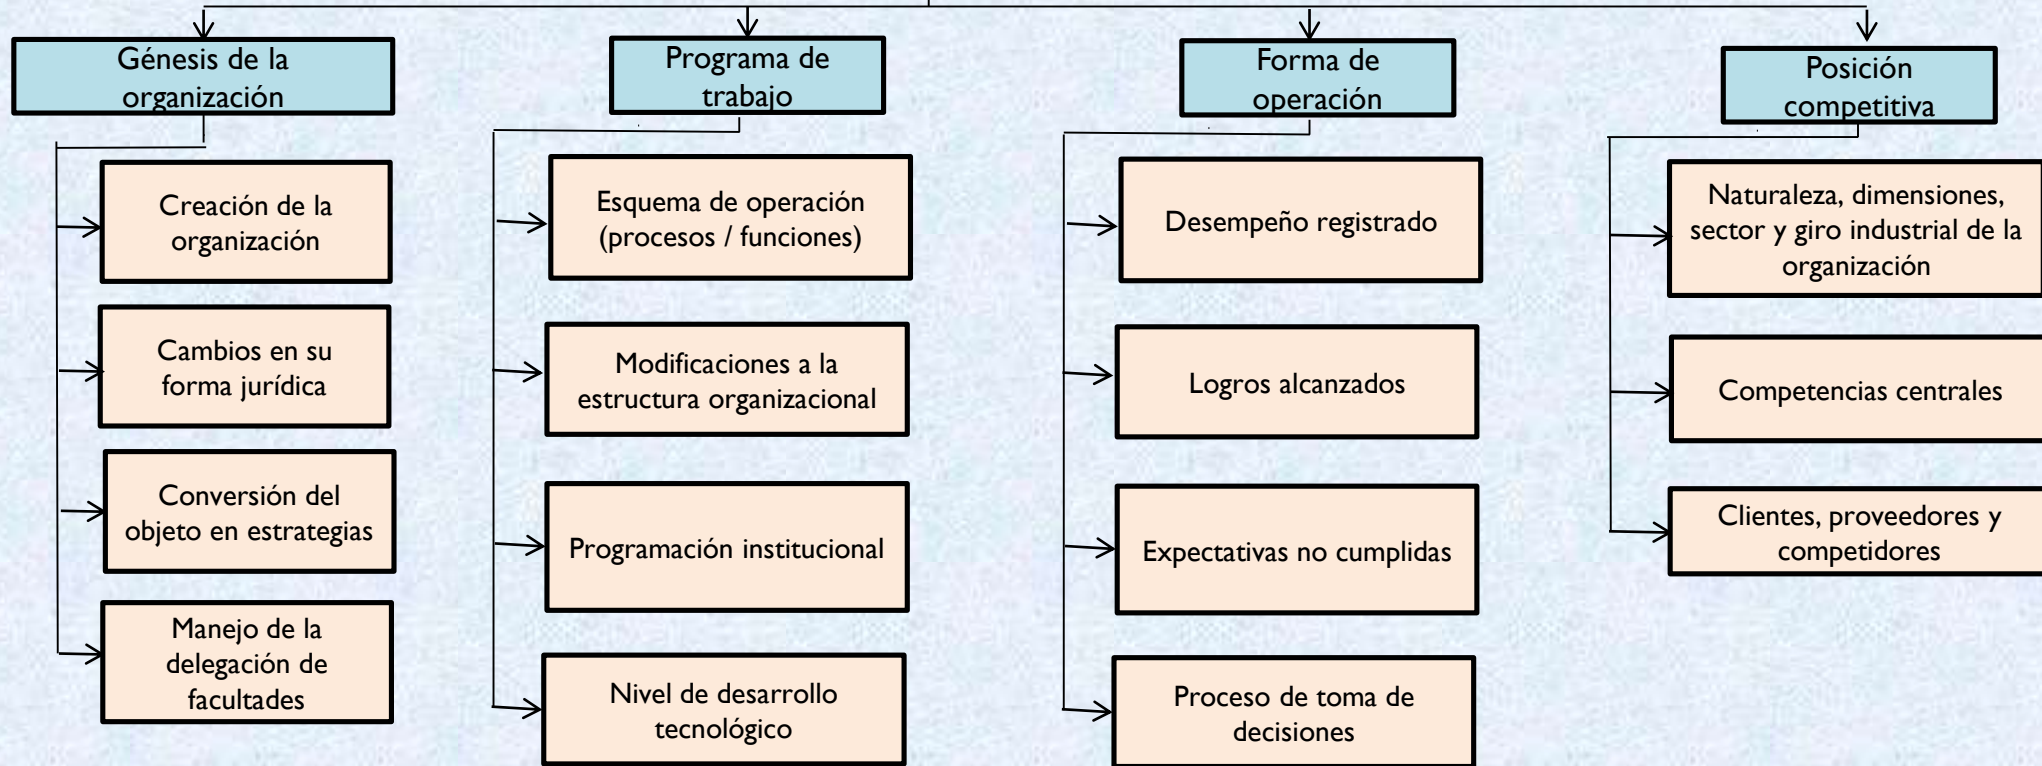 Génesis de la
organización
Creación de la
organización
Cambios en su
forma jurídica
Conversión del
objeto en estrategias
Manejo de la
delegación de
facultades
Programa de
trabajo
Esquema de operación
(procesos / funciones)
Modificaciones a la
estructura organizacional
Programación institucional
Nivel de desarrollo
tecnológico
Forma de
operación
Desempeño registrado
Logros alcanzados
Expectativas no cumplidas
Proceso de toma de
decisiones
Posición
competitiva
Naturaleza, dimensiones,
sector y giro industrial de la
organización
Competencias centrales
Clientes, proveedores y
competidores